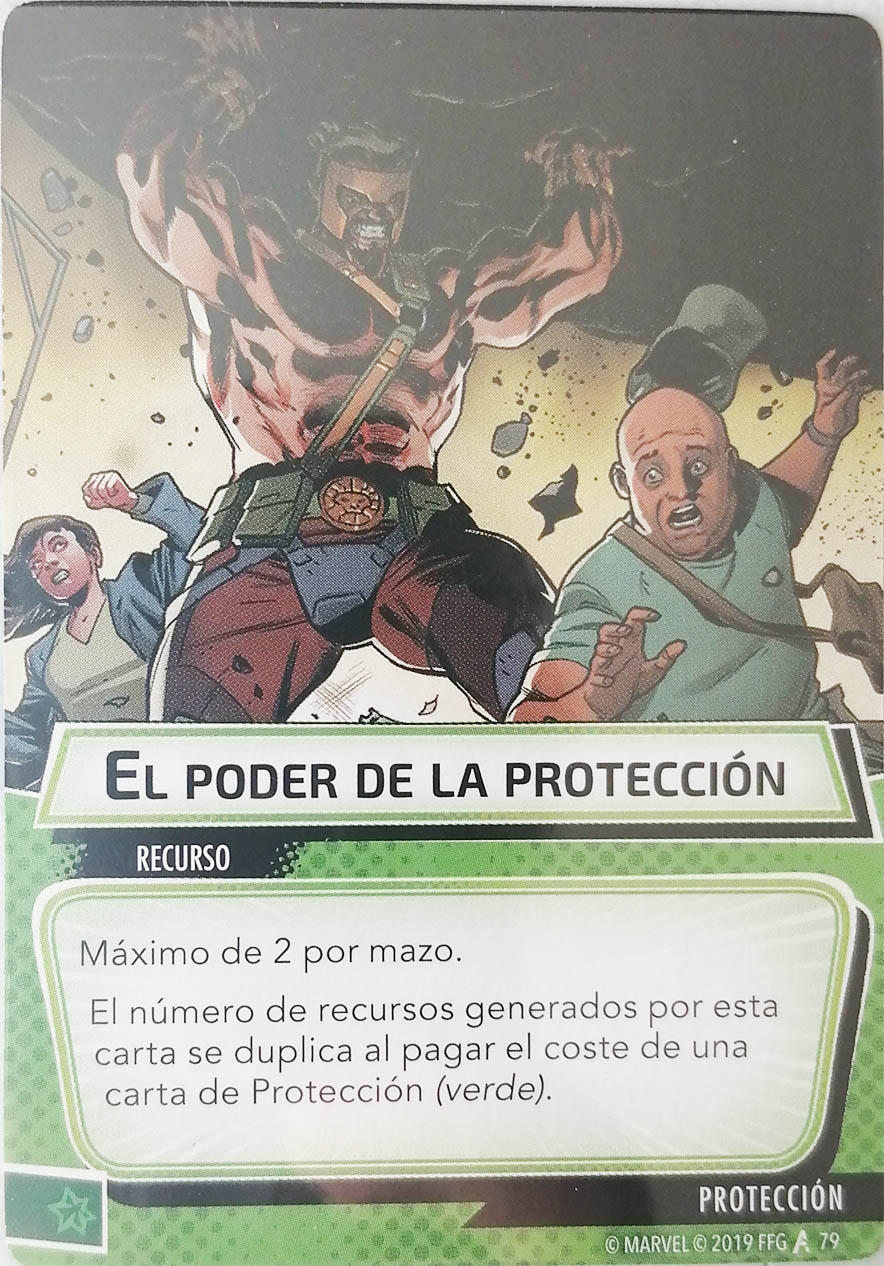 EL PODER DE LA PROTECCIÓN
RECURSO
Máximo de 2 por mazo.
El número de recursos generados por esta
carta se duplica al pagar el coste de una
carta de Protección (verde).
PROTECCIÓN
© MARVEL © 2019 FFG 79